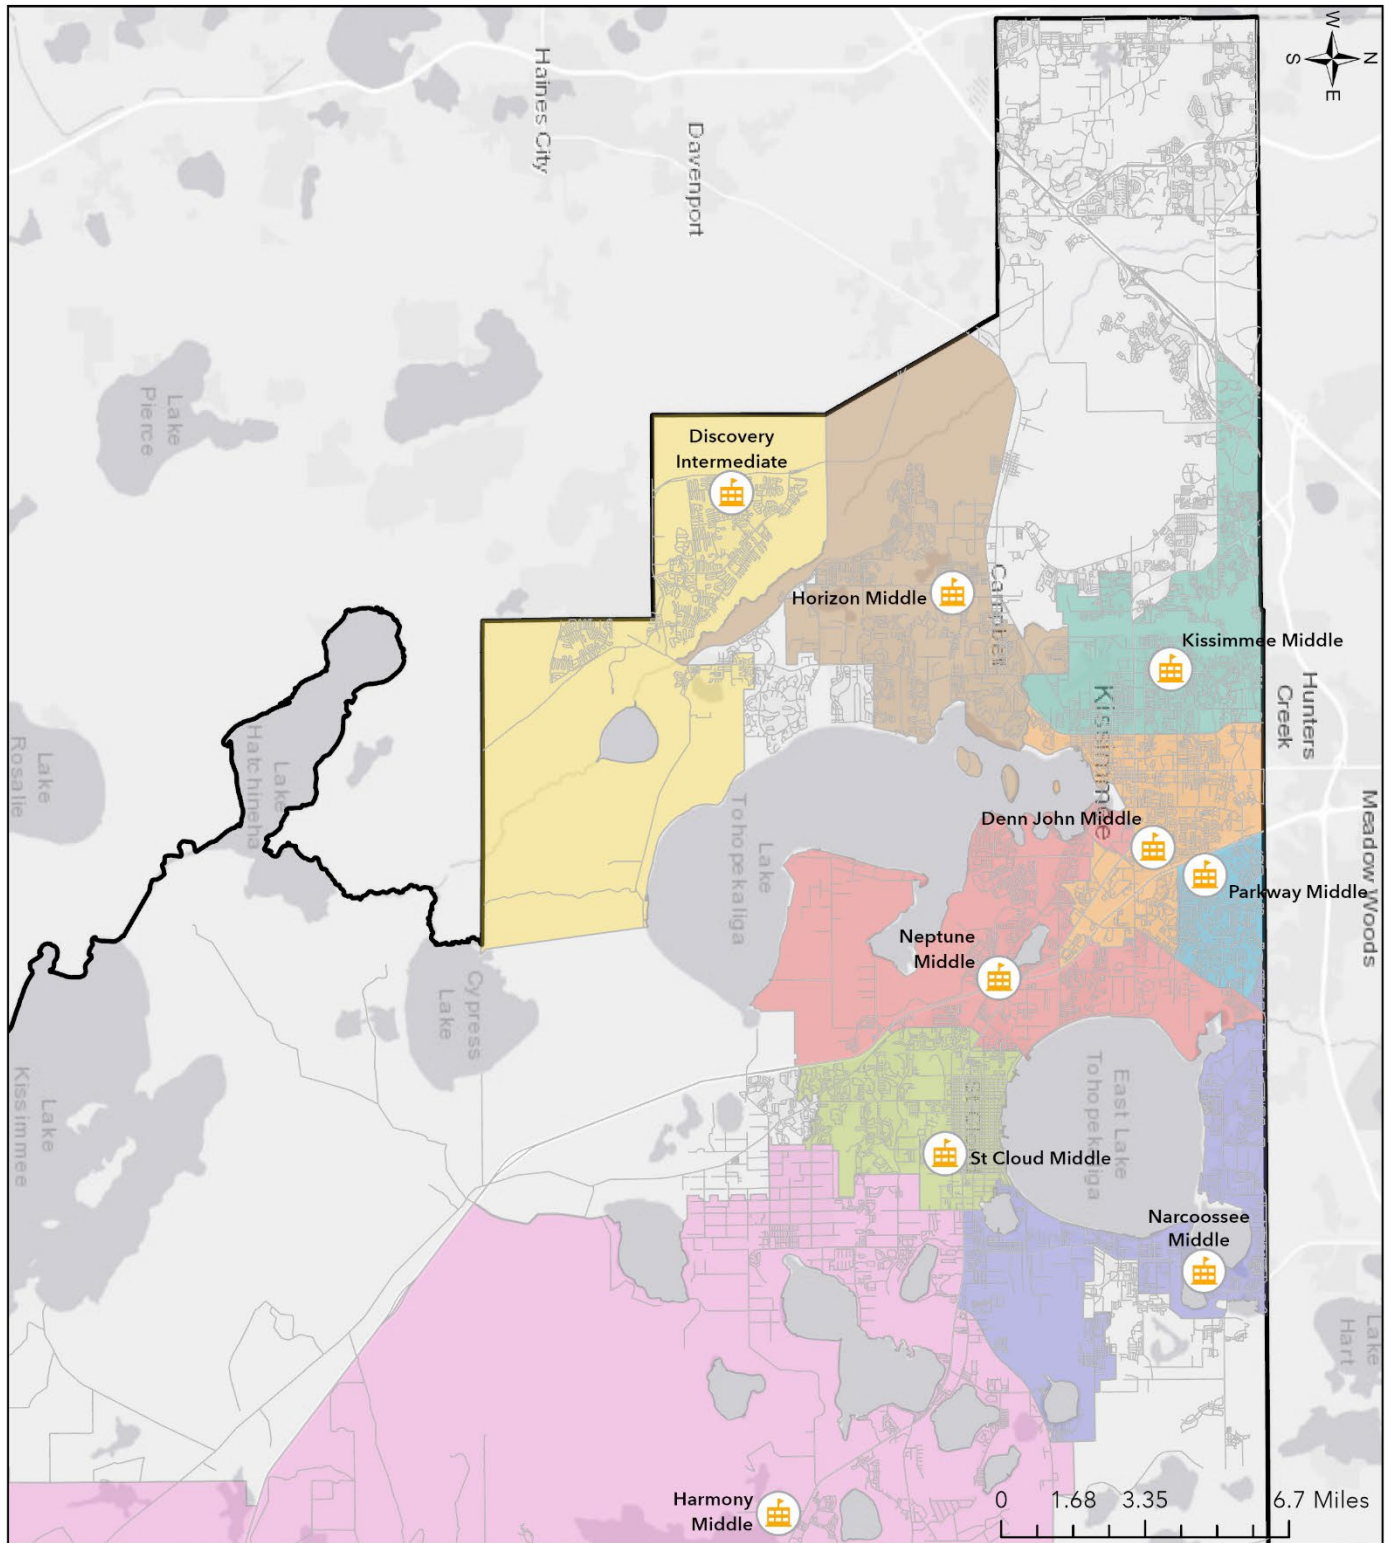 W
N
S
E
Haines City
Davenport
Lake
Pierce
Discovery
Intermediate
Horizon Middle
Campbell
Kissimmee Middle
Hunters
Creek
Kissimmee
Meadow Woods
Denn John Middle
Parkway Middle
Lake
Rosalie
Lake
Hatchineha
Lake
Tohopekaliga
Neptune
Middle
Cypress
Lake
Lake
Kissimmee
East Lake
Tohopekaliga
St Cloud Middle
Narcoossee
Middle
Lake
Hart
Harmony
Middle
0 1.68 3.35 6.7 Miles